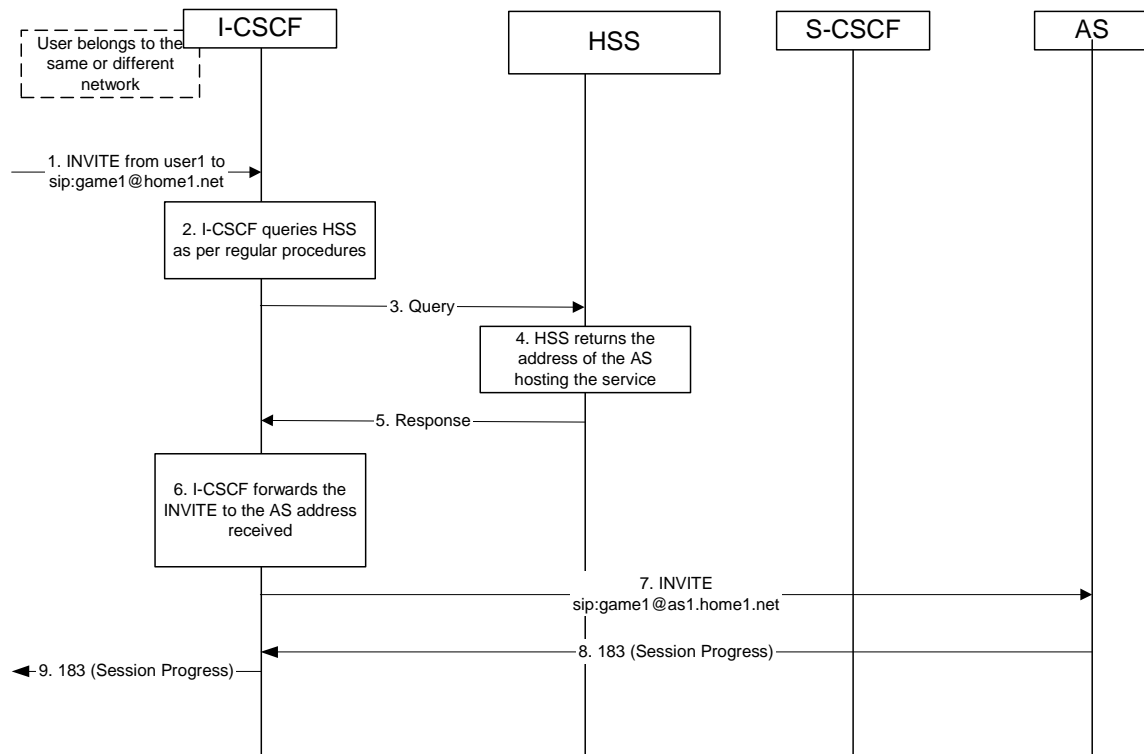 I-CSCF
HSS
S-CSCF
AS
User belongs to the
same or different
network
1. INVITE from user1 to
sip:game1@home1.net
2. I-CSCF queries HSS
as per regular procedures
3. Query
4. HSS returns the
address of the AS
hosting the service
5. Response
6. I-CSCF forwards the
INVITE to the AS address
received
7. INVITE
sip:game1@as1.home1.net
8. 183 (Session Progress)
9. 183 (Session Progress)